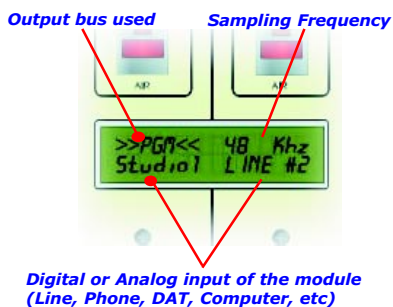 Output bus used
Sampling Frequency
AIR
AIR
>>PGM<< 48 Khz
Studio1 LINE #2
Digital or Analog input of the module
(Line, Phone, DAT, Computer, etc)